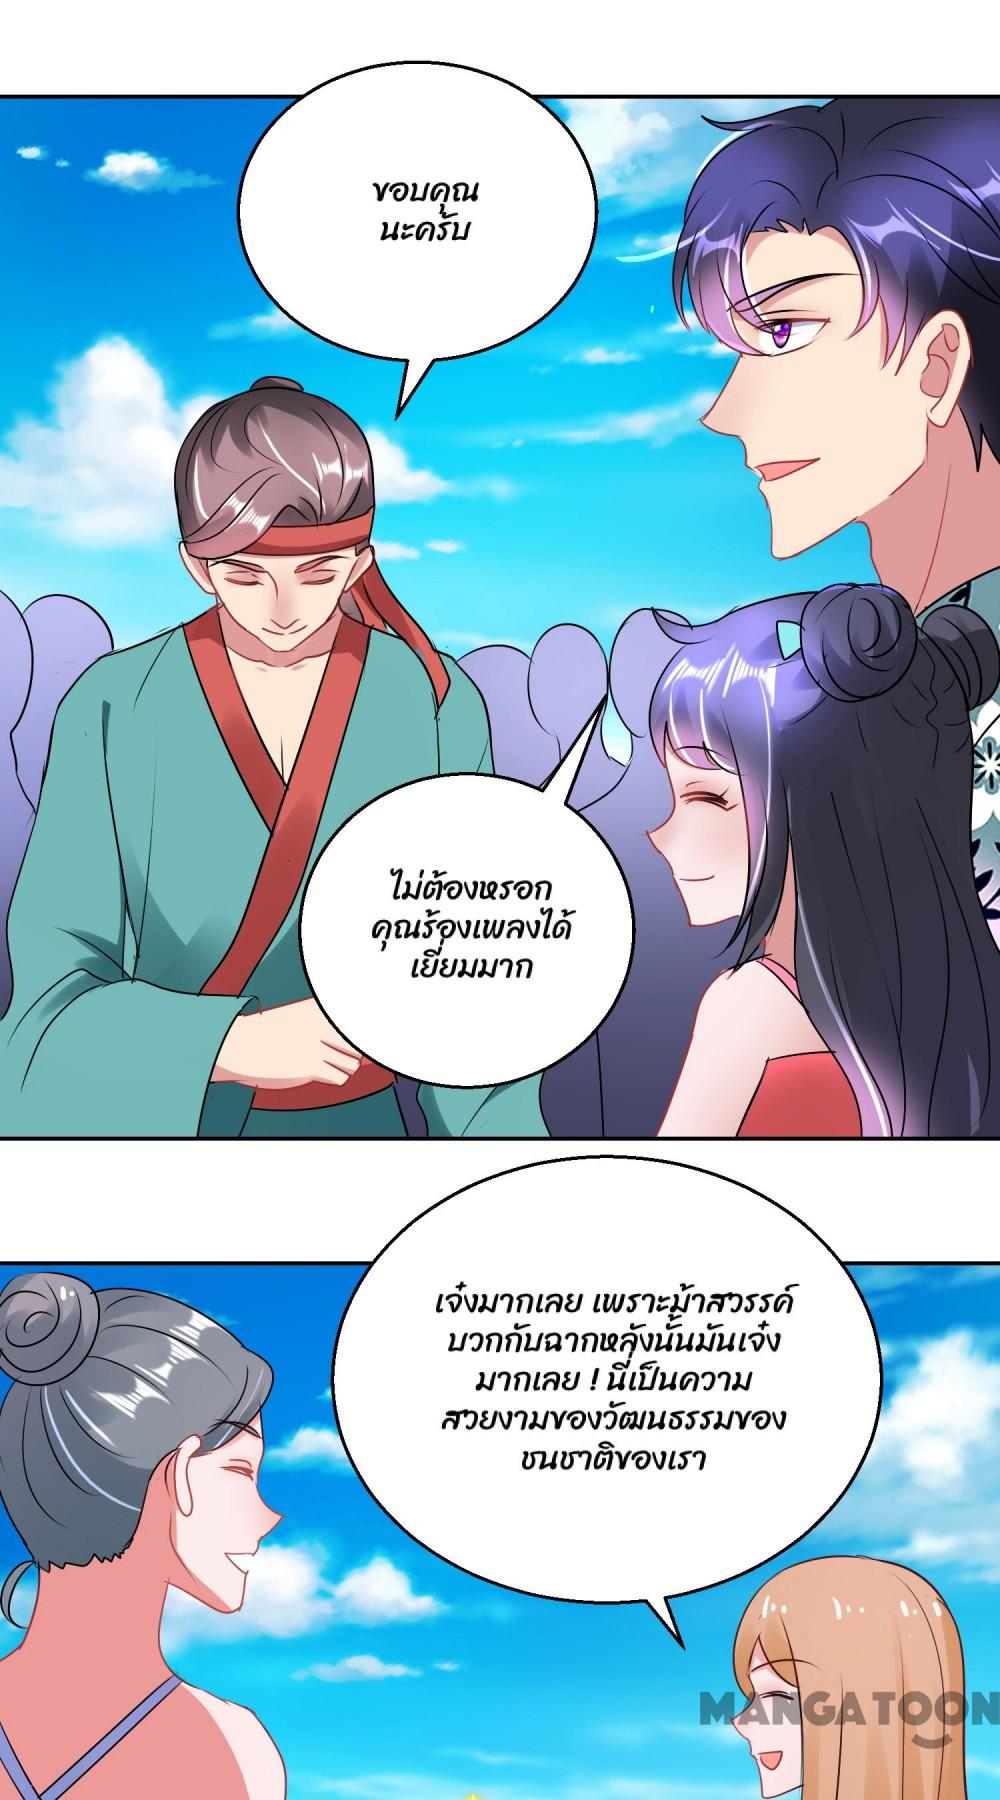 ขอบคุณ
นะครับ
ไม่ต้องหรอก
คุณร้องเพลงได้
เยี่ยมมาก
เจ๋งมากเลย เพราะม้าสวรรค์
บวกกับฉากหลังนั้นมันเจ๋ง
มากเลย ! นี่เป็นความ
สวยงามของวัฒนธรรมของ
ชนชาติของเรา
MANGATOON